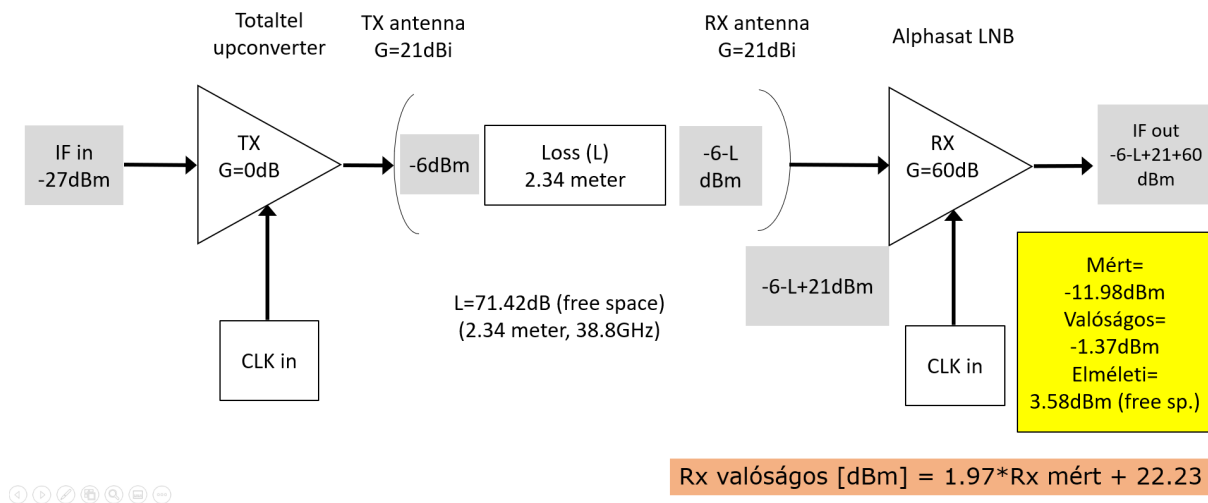 Totaltel
upconverter
TX antenna
G=21dBi
RX antenna
G=21dBi
Alphasat LNB
IF in
-27dBm
TX
G=0dB
-6dBm
Loss (L)
2.34 meter
-6-L
dBm
RX
G=60dB
IF out
-6-L+21+60
dBm
-6-L+21dBm
L=71.42dB (free space)
(2.34 meter, 38.8GHz)
CLK in
CLK in
Mért=
-11.98dBm
Valóságos=
-1.37dBm
Elméleti=
3.58dBm (free sp.)
Rx valóságos [dBm] = 1.97*Rx mért + 22.23